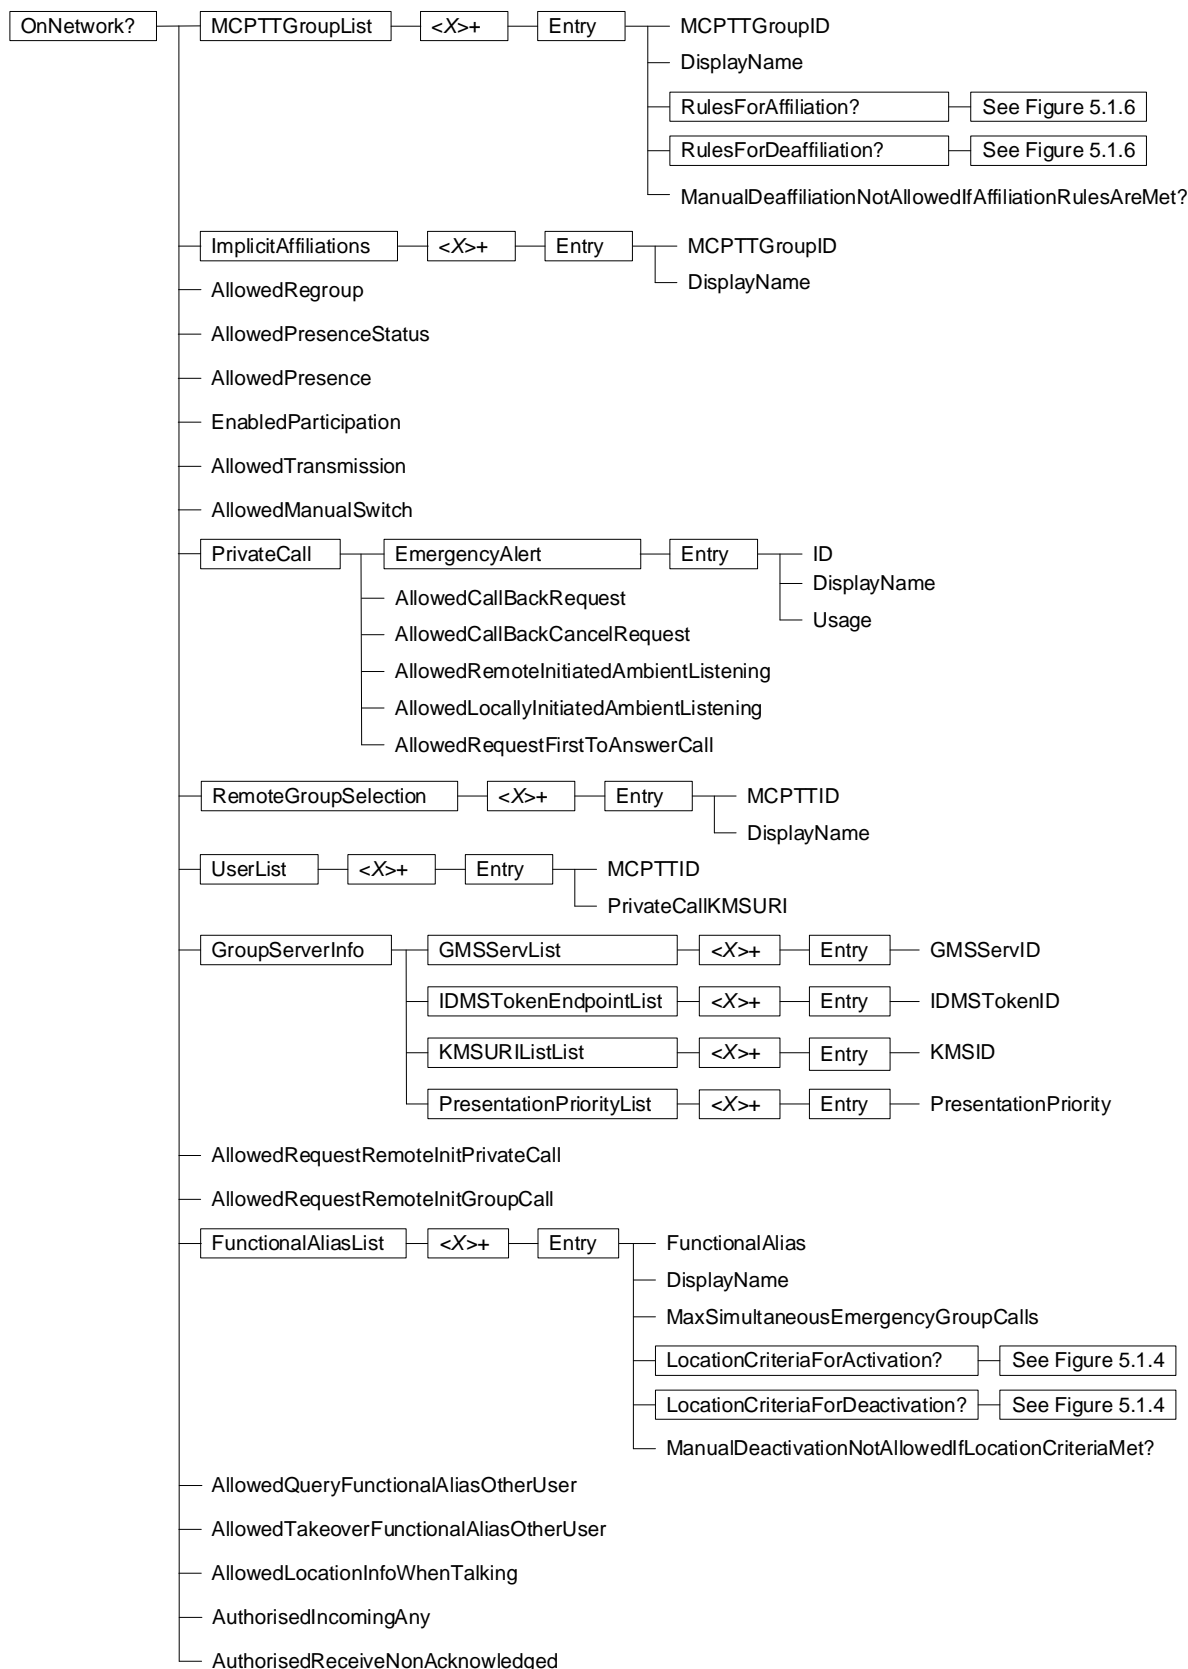 OnNetwork? MCPTTGroupList <X>+ Entry MCPTTGroupID
DisplayName
RulesForAffiliation? See Figure 5.1.6
RulesForDeaffiliation? See Figure 5.1.6
ManualDeaffiliationNotAllowedIfAffiliationRulesAreMet?
ImplicitAffiliations <X>+ Entry MCPTTGroupID
DisplayName
AllowedRegroup
AllowedPresenceStatus
AllowedPresence
EnabledParticipation
AllowedTransmission
AllowedManualSwitch
PrivateCall EmergencyAlert Entry ID
DisplayName
AllowedCallBackRequest
Usage
AllowedCallBackCancelRequest
AllowedRemoteInitiatedAmbientListening
AllowedLocallyInitiatedAmbientListening
AllowedRequestFirstToAnswerCall
RemoteGroupSelection <X>+ Entry MCPTTID
DisplayName
UserList <X>+ Entry MCPTTID
PrivateCallKMSURI
GroupServerInfo GMSServList <X>+ Entry GMSServID
IDMSTokenEndpointList <X>+ Entry IDMSTokenID
KMSURIListList <X>+ Entry KMSID
PresentationPriorityList <X>+ Entry PresentationPriority
AllowedRequestRemoteInitPrivateCall
AllowedRequestRemoteInitGroupCall
FunctionalAliasList <X>+ Entry FunctionalAlias
DisplayName
MaxSimultaneousEmergencyGroupCalls
LocationCriteriaForActivation? See Figure 5.1.4
LocationCriteriaForDeactivation? See Figure 5.1.4
ManualDeactivationNotAllowedIfLocationCriteriaMet?
AllowedQueryFunctionalAliasOtherUser
AllowedTakeoverFunctionalAliasOtherUser
AllowedLocationInfoWhenTalking
AuthorisedIncomingAny
AuthorisedReceiveNonAcknowledged